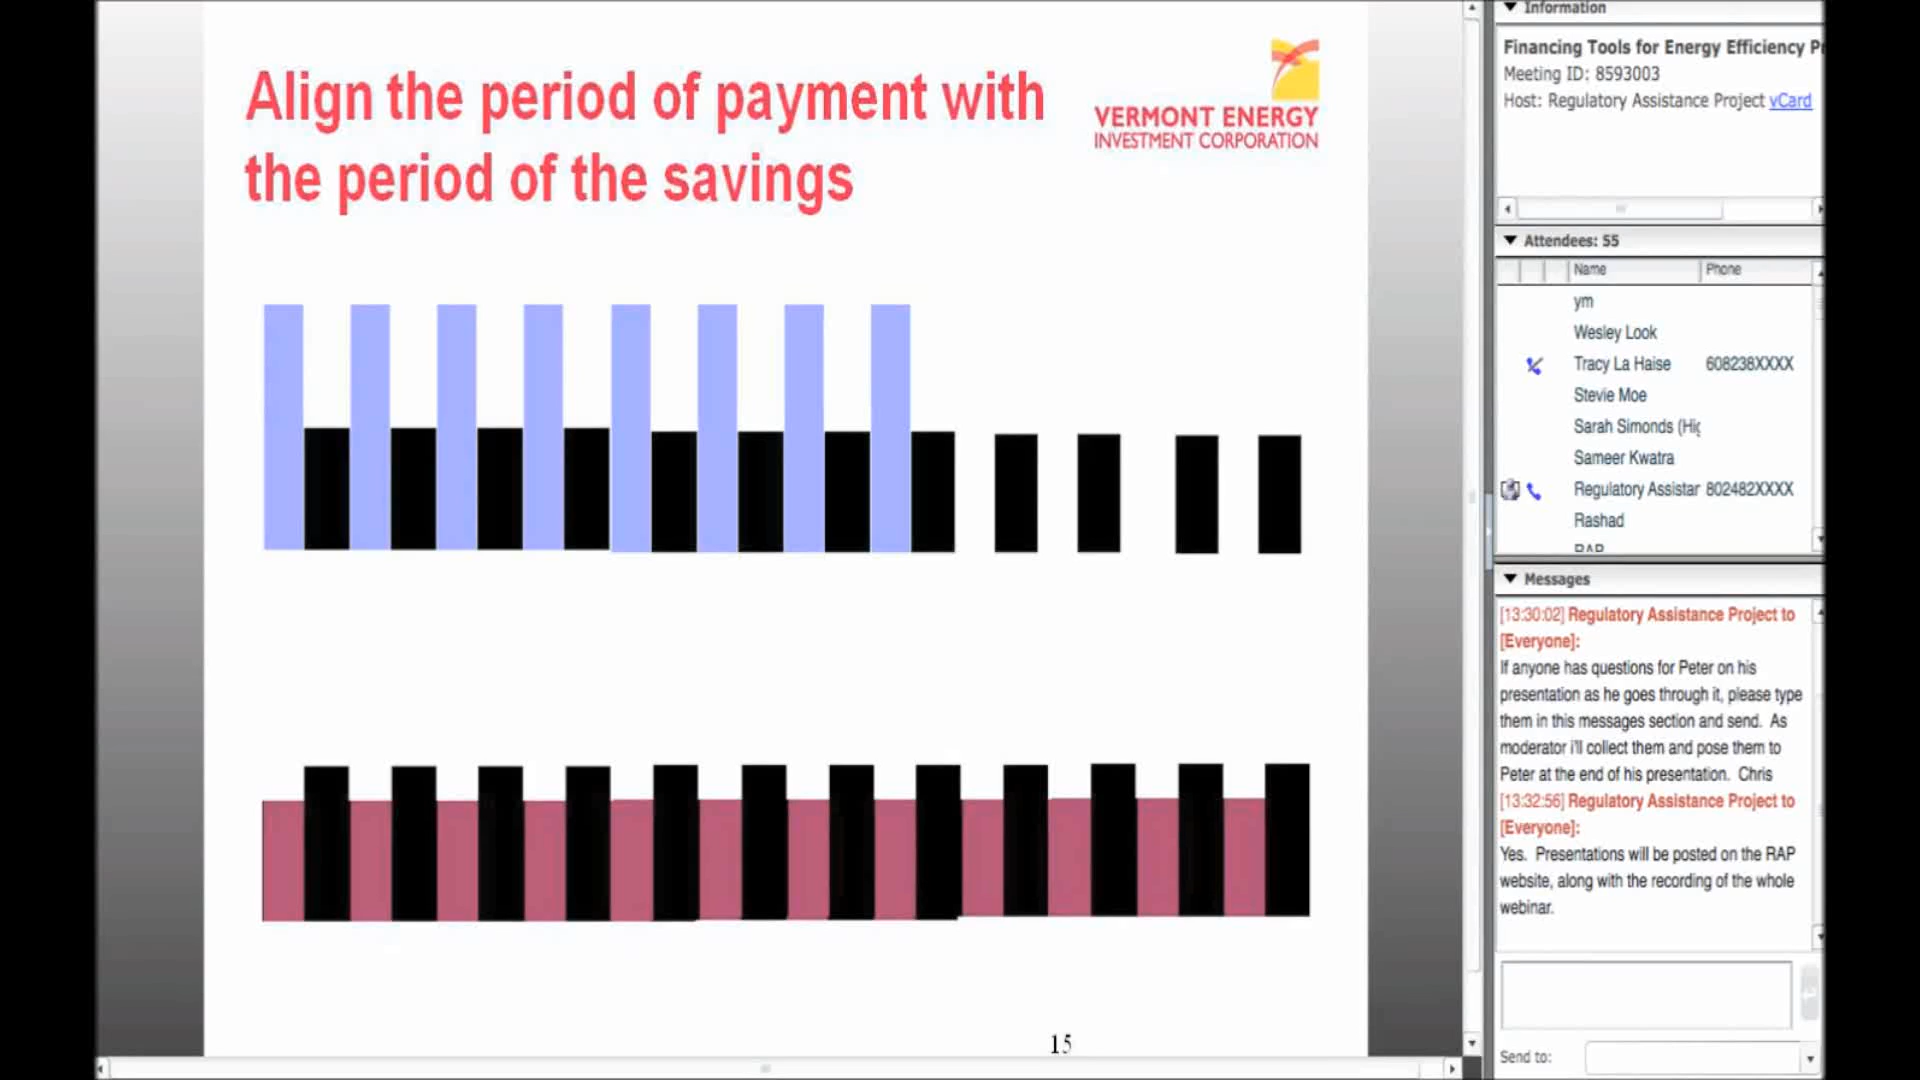 Align the period of payment with
the period of the savings
VERMONT ENERGY
INVESTMENT CORPORATION
15
Information
Financing Tools for Energy Efficiency Pr
Meeting ID: 8593003
Host: Regulatory Assistance Project vCard
Attendees: 55
Name Phone
ym
Wesley Look
Tracy La Haise 608238XXXX
Stevie Moe
Sarah Simonds (Hig
Sameer Kwatra
Regulatory Assistar 802482XXXX
Rashad
RAP
Messages
[13:30:02] Regulatory Assistance Project to
[Everyone]:
If anyone has questions for Peter on his
presentation as he goes through it, please type
them in this messages section and send. As
moderator i'll collect them and pose them to
Peter at the end of his presentation. Chris
[13:32:56] Regulatory Assistance Project to
[Everyone]:
Yes. Presentations will be posted on the RAP
website, along with the recording of the whole
webinar.
Send to: